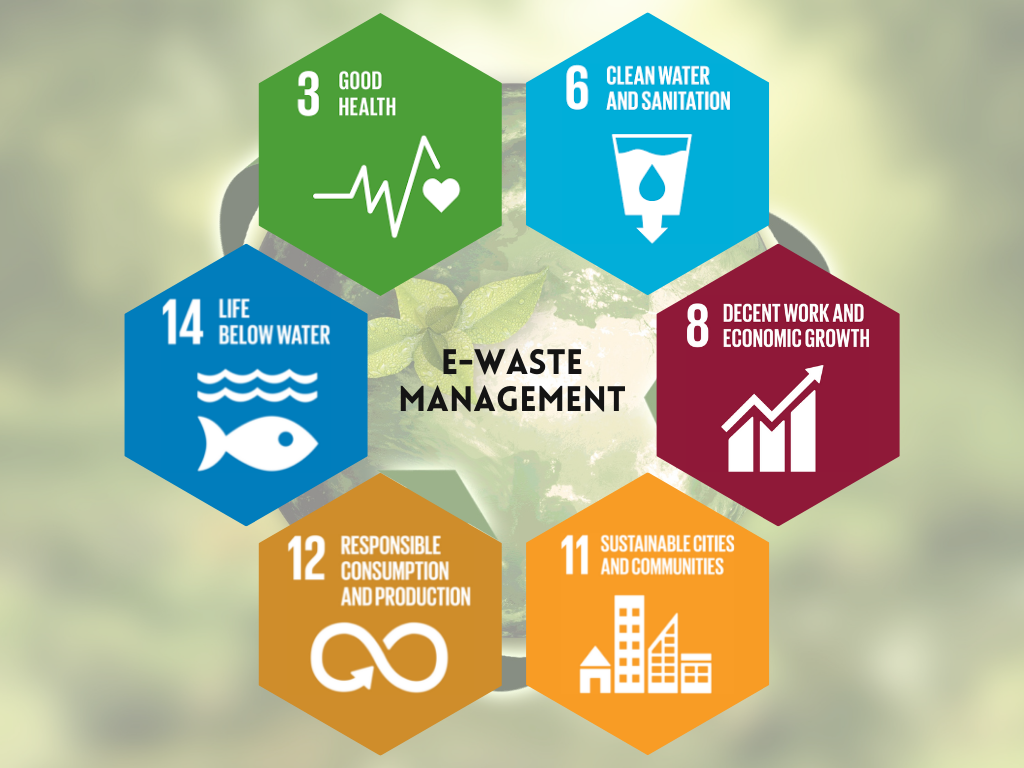 3 GOOD
HEALTH
6 CLEAN WATER
AND SANITATION
14 LIFE
BELOW WATER
E-WASTE
MANAGEMENT
8 DECENT WORK AND
ECONOMIC GROWTH
12 RESPONSIBLE
CONSUMPTION
AND PRODUCTION
11 SUSTAINABLE CITIES
AND COMMUNITIES